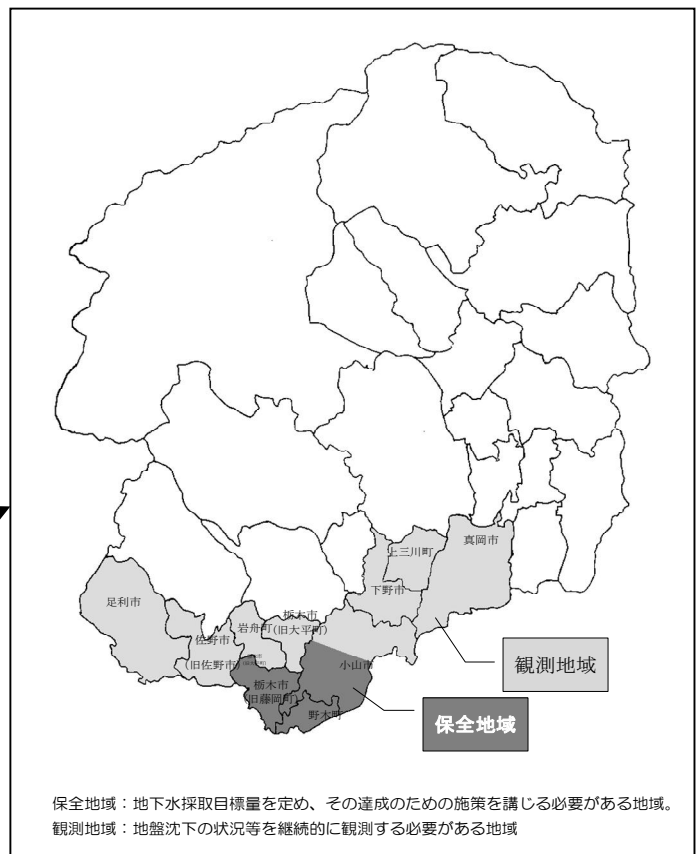 上三川町
真岡市
下野市
足利市
栃木市
(旧大平町)
岩舟町
佐野市
(旧佐野市)
小山市
栃木市
(旧藤岡町)
野木町
観測地域
保全地域
保全地域：地下水採取目標量を定め、その達成のための施策を講じる必要がある地域。
観測地域：地盤沈下の状況等を継続的に観測する必要がある地域